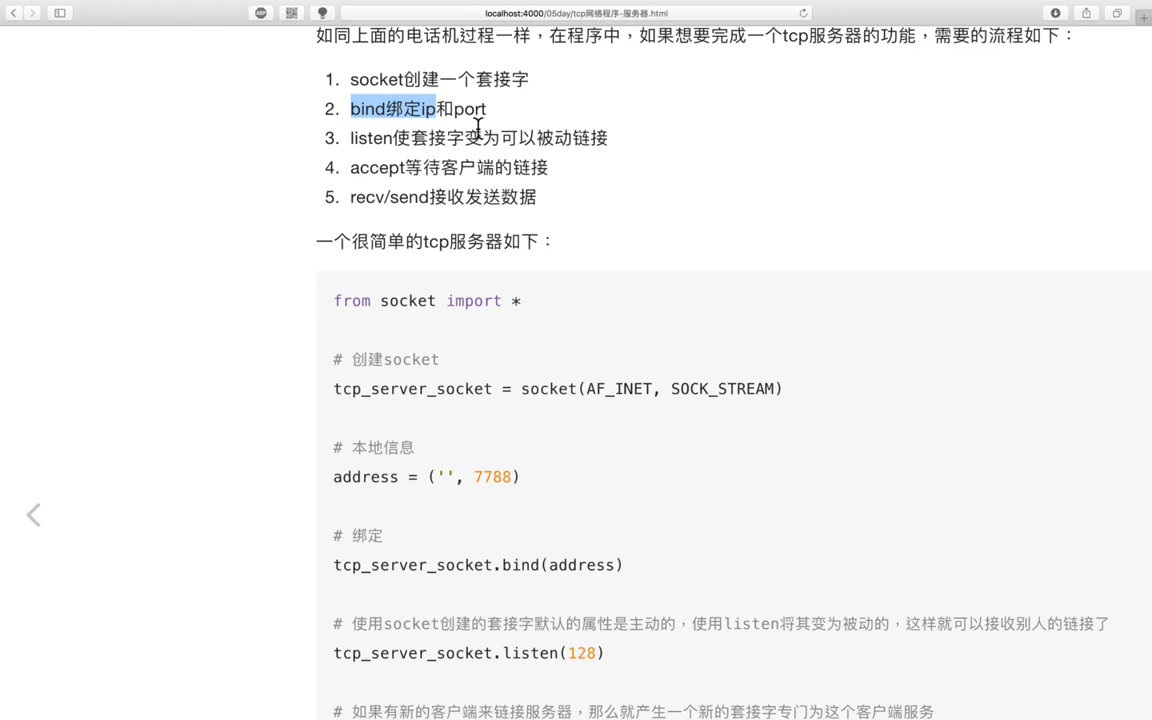 localhost:4000/05day/tcp网络程序-服务器.html
如同上面的电话机过程一样，在程序中，如果想要完成一个tcp服务器的功能，需要的流程如下：
1. socket创建一个套接字
2. bind绑定ip和port
3. listen使套接字变为可以被动链接
4. accept等待客户端的链接
5. recv/send接收发送数据
一个很简单的tcp服务器如下：
from socket import *
# 创建socket
tcp_server_socket = socket(AF_INET, SOCK_STREAM)
# 本地信息
address = ('', 7788)
# 绑定
tcp_server_socket.bind(address)
# 使用socket创建的套接字默认的属性是主动的，使用listen将其变为被动的，这样就可以接收别人的链接了
tcp_server_socket.listen(128)
# 如果有新的客户端来链接服务器，那么就产生一个新的套接字专门为这个客户端服务